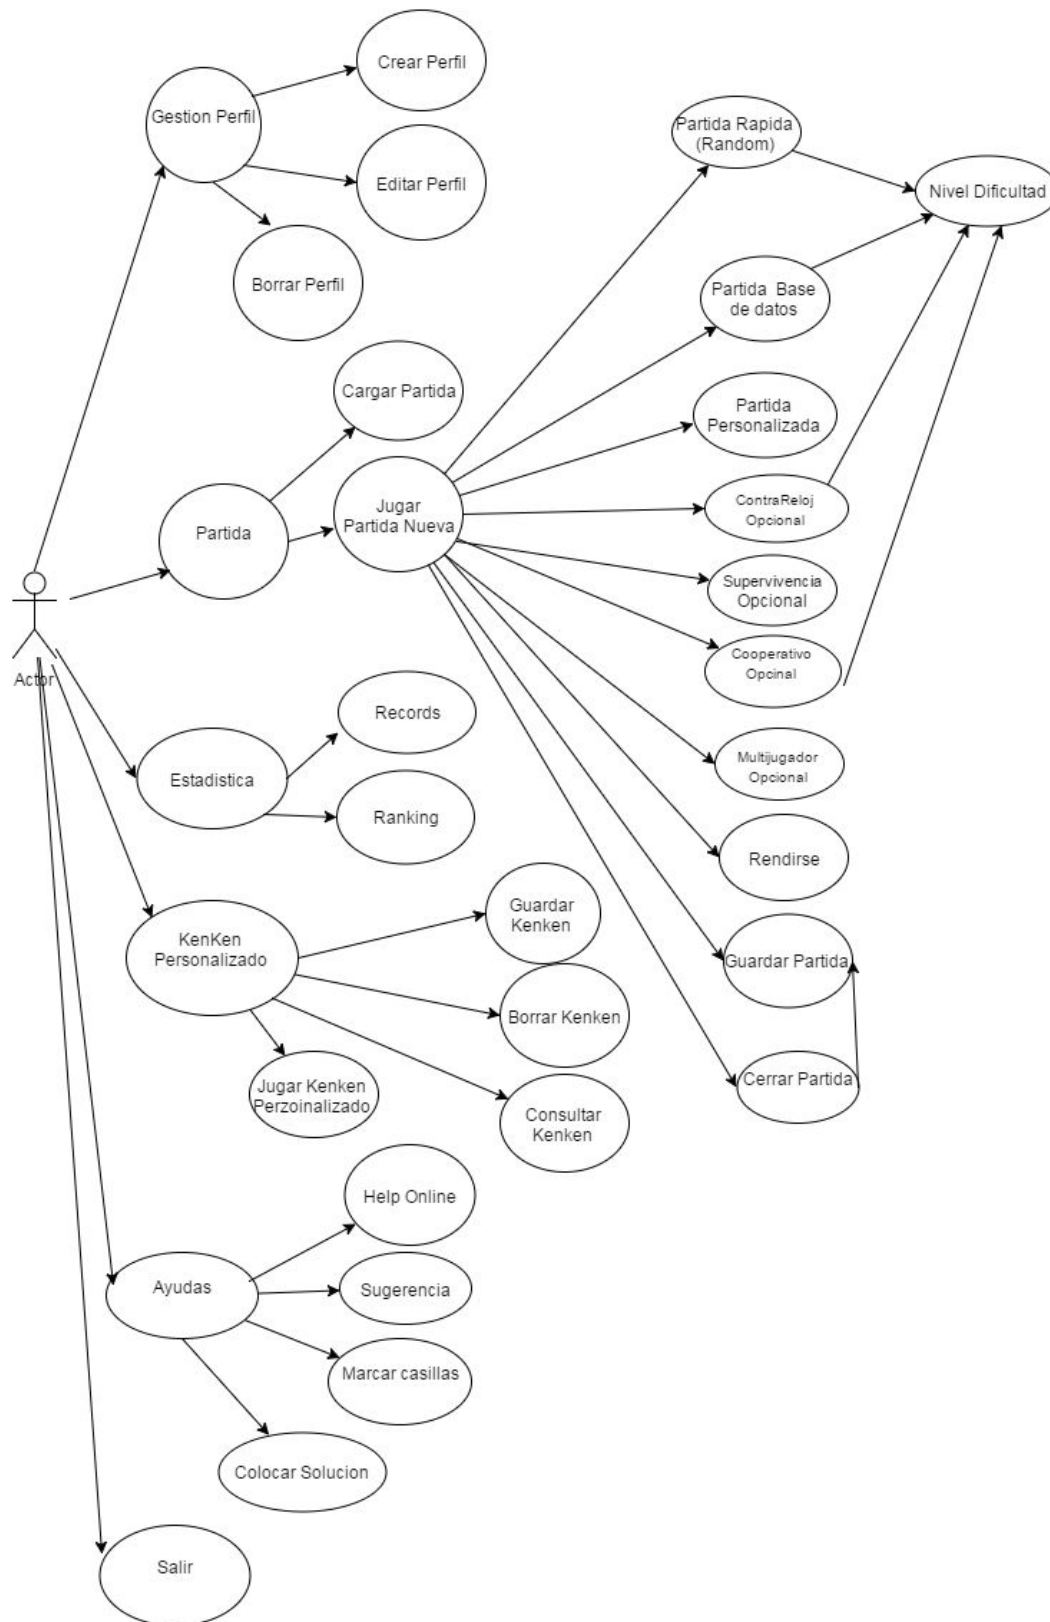 Crear Perfil
Gestion Perfil
Editar Perfil
Borrar Perfil
Partida Rapida
(Random)
Nivel Dificultad
Partida Base
de datos
Cargar Partida
Partida
Personalizada
Jugar
Partida Nueva
Partida
ContraReloj
Opcional
Supervivencia
Opcional
Cooperativo
Opcinal
Actor
Records
Estadistica
Ranking
Multijugador
Opcional
Rendirse
Guardar
Kenken
KenKen
Personalizado
Guardar Partida
Borrar Kenken
Jugar Kenken
Perzoinalizado
Consultar
Kenken
Cerrar Partida
Help Online
Ayudas
Sugerencia
Marcar casillas
Colocar Solucion
Salir